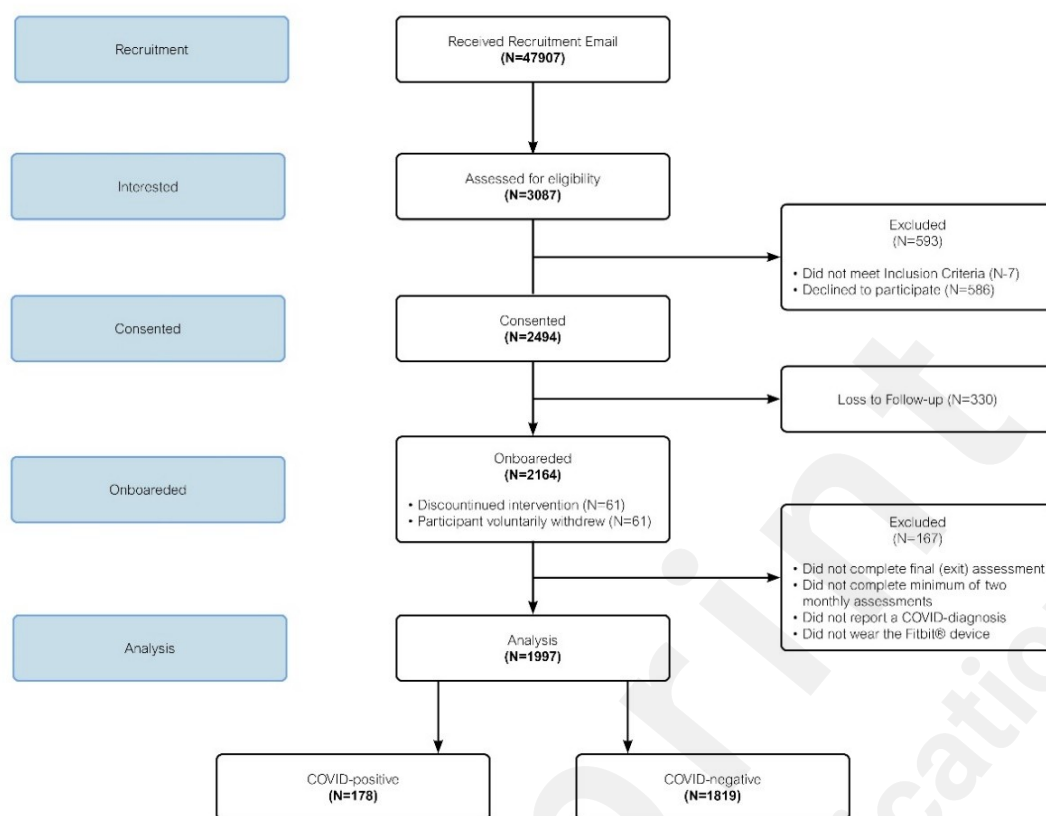 Recruitment
Received Recruitment Email
(N=47907)
Interested
Assessed for eligibility
(N=3087)
Excluded
(N=593)
• Did not meet Inclusion Criteria (N-7)
• Declined to participate (N=586)
Consented
Consented
(N=2494)
Loss to Follow-up (N=330)
Onboareded
Onboareded
(N=2164)
• Discountinued intervention (N=61)
• Participant voluntarily withdrew (N=61)
Excluded
(N=167)
• Did not complete final (exit) assessment
• Did not complete minimum of two
monthly assessments
• Did not report a COVID-diagnosis
• Did not wear the Fitbit® device
Analysis
Analysis
(N=1997)
COVID-positive
(N=178)
COVID-negative
(N=1819)